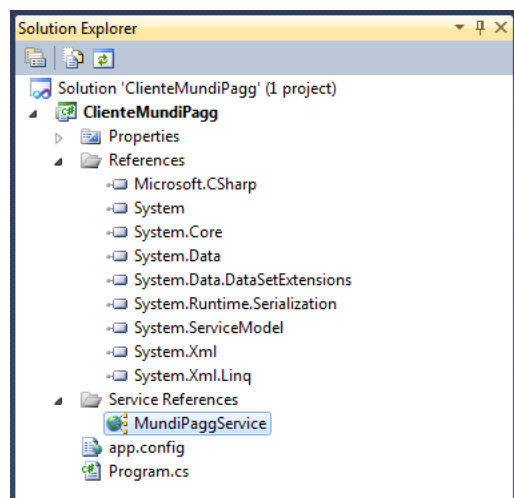 Solution Explorer
Solution 'ClienteMundiPagg' (1 project)
ClienteMundiPagg
Properties
References
Microsoft.CSharp
System
System.Core
System.Data
System.Data.DataSetExtensions
System.Runtime.Serialization
System.ServiceModel
System.Xml
System.Xml.Linq
Service References
MundiPaggService
app.config
Program.cs